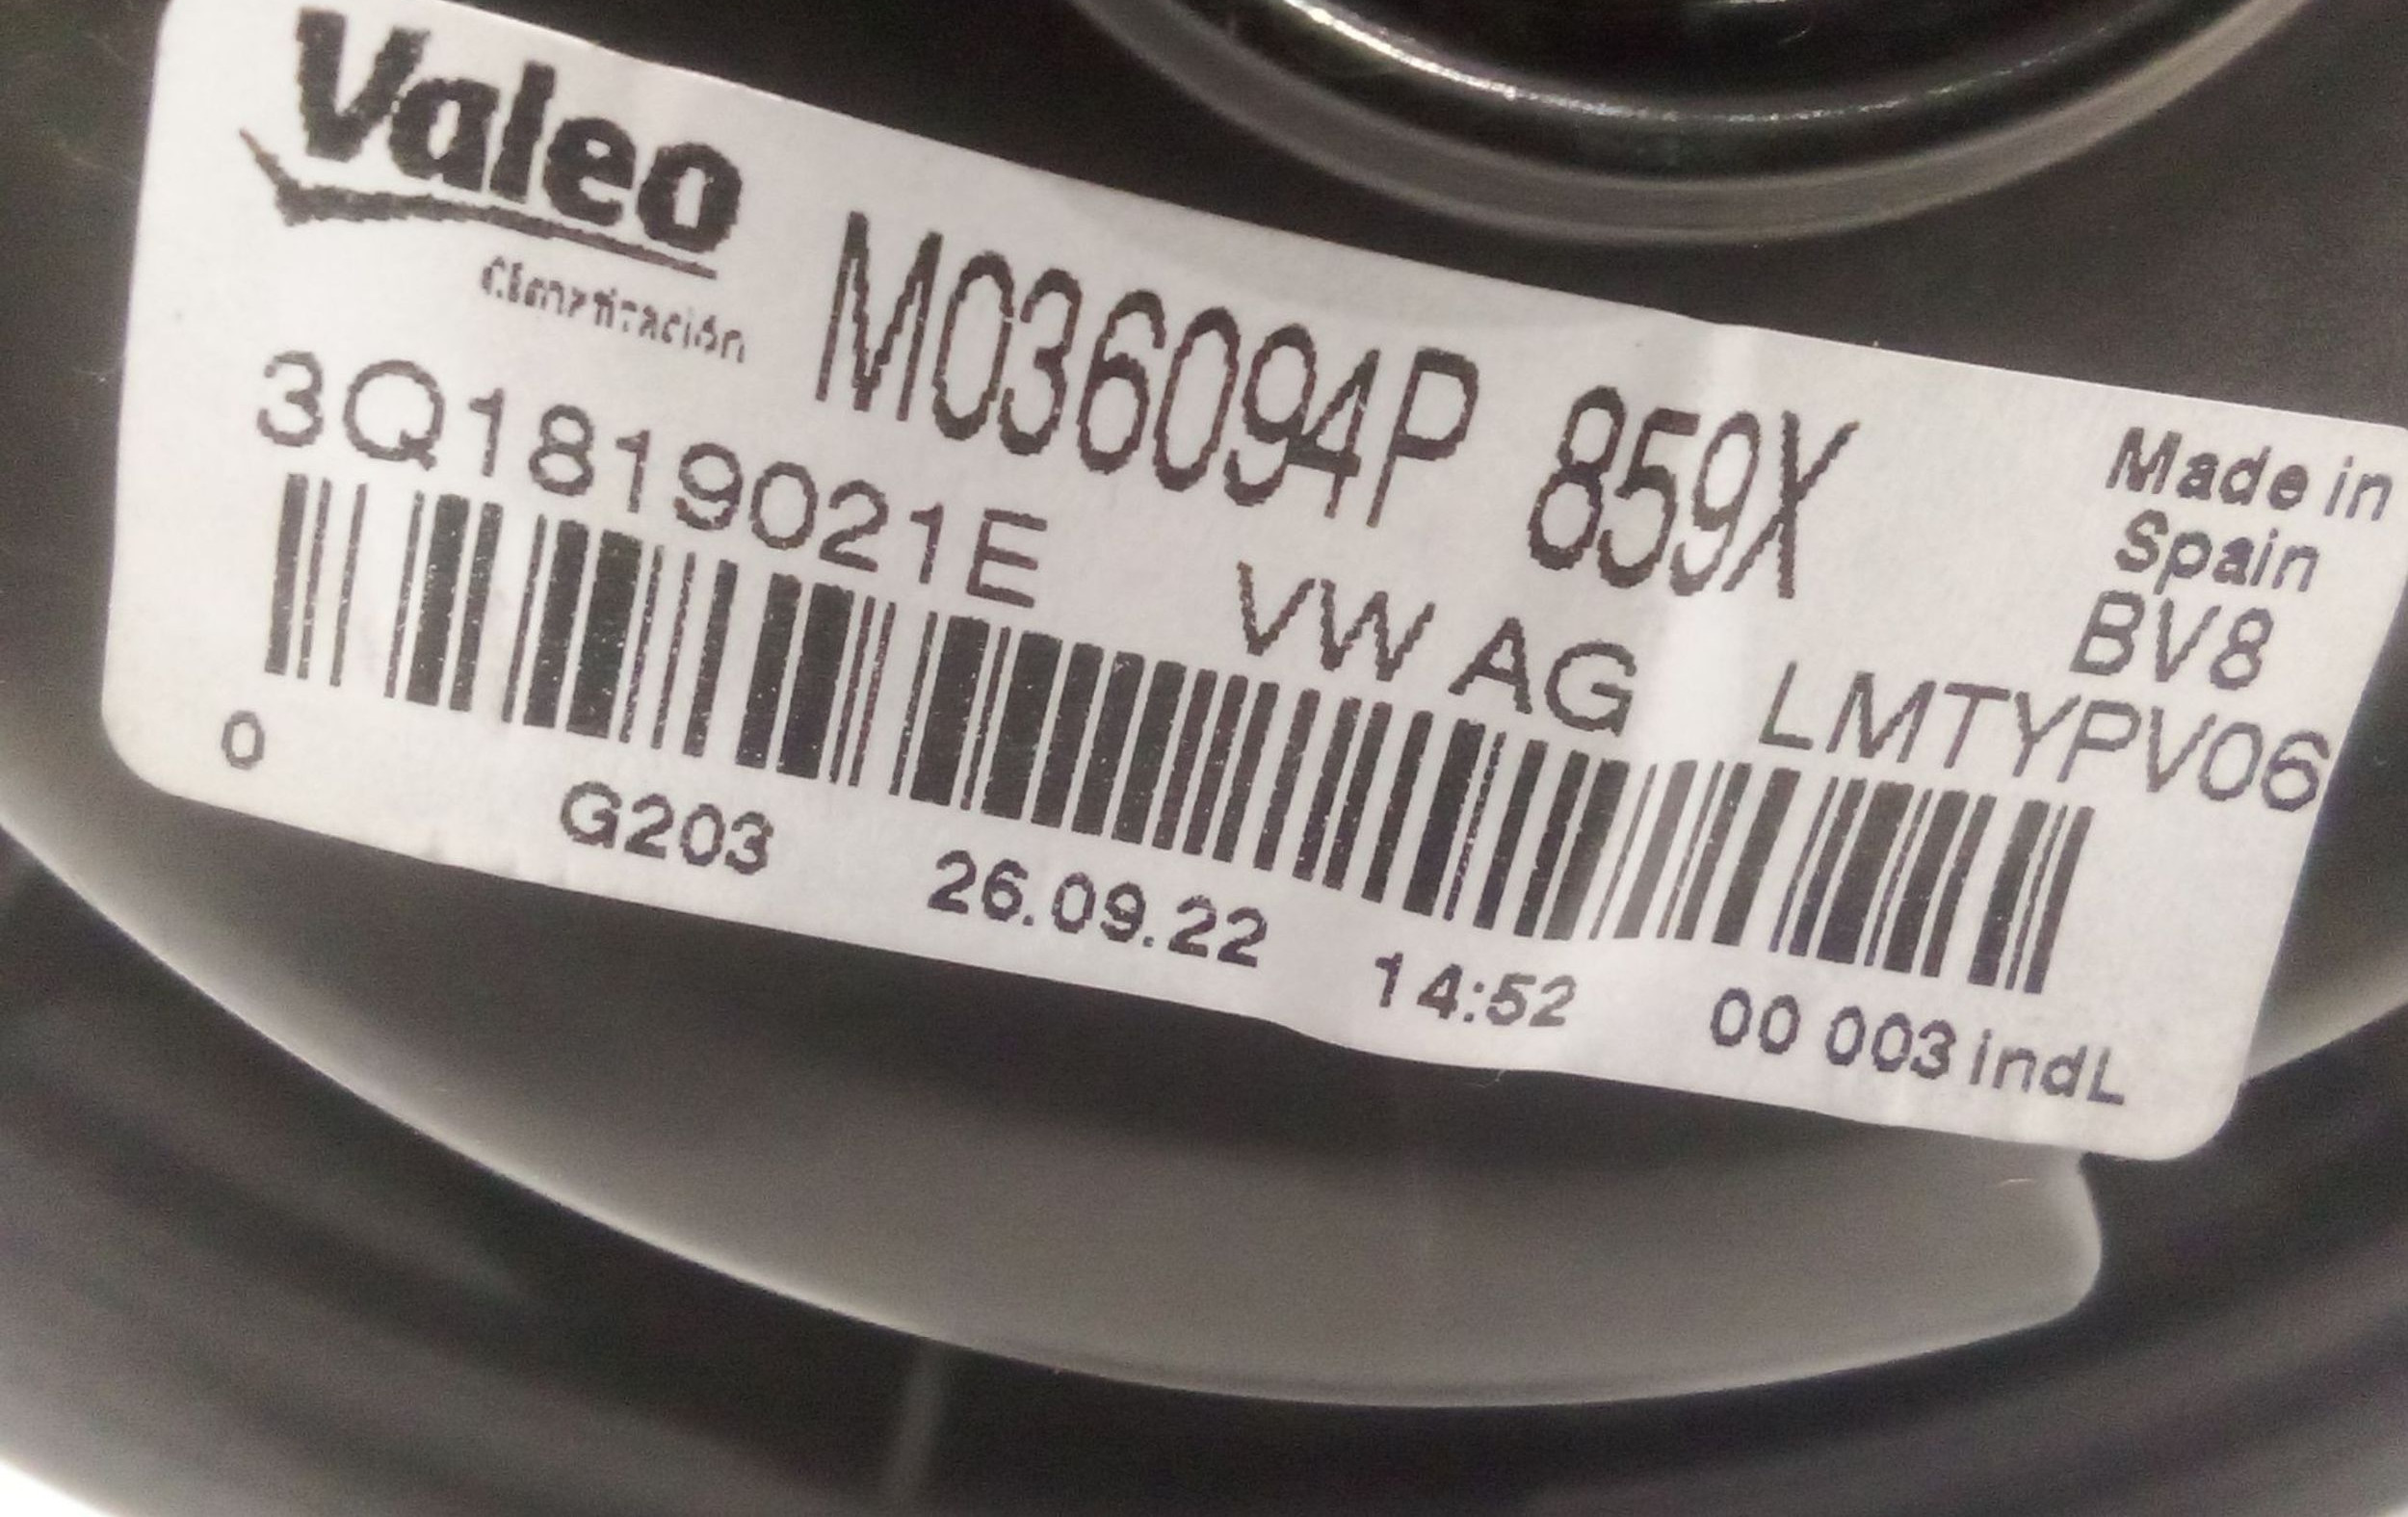 Valeo
Climatización
M036094P 859X
Made in
Spain
BV8
3Q1819021E VW AG LMTYPV06
0 G203 26.09.22 14:52 00 003 indL